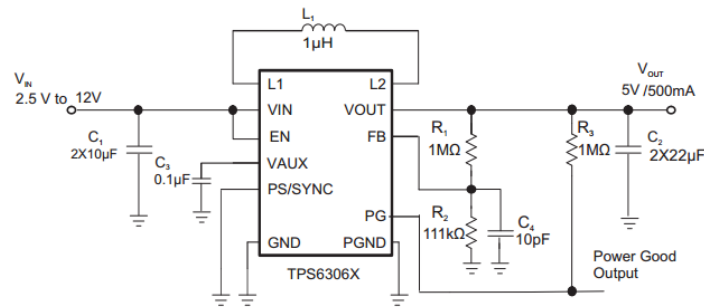 L1
1µH
VIN
2.5 V to 12V
L1
L2
VOUT
5V /500mA
VIN
VOUT
EN
FB
R1
1MΩ
R3
1MΩ
C2
2X22µF
C1
2X10µF
C3
0.1µF
VAUX
PS/SYNC
PG
R2
111kΩ
C4
10pF
GND
PGND
Power Good
Output
TPS6306X